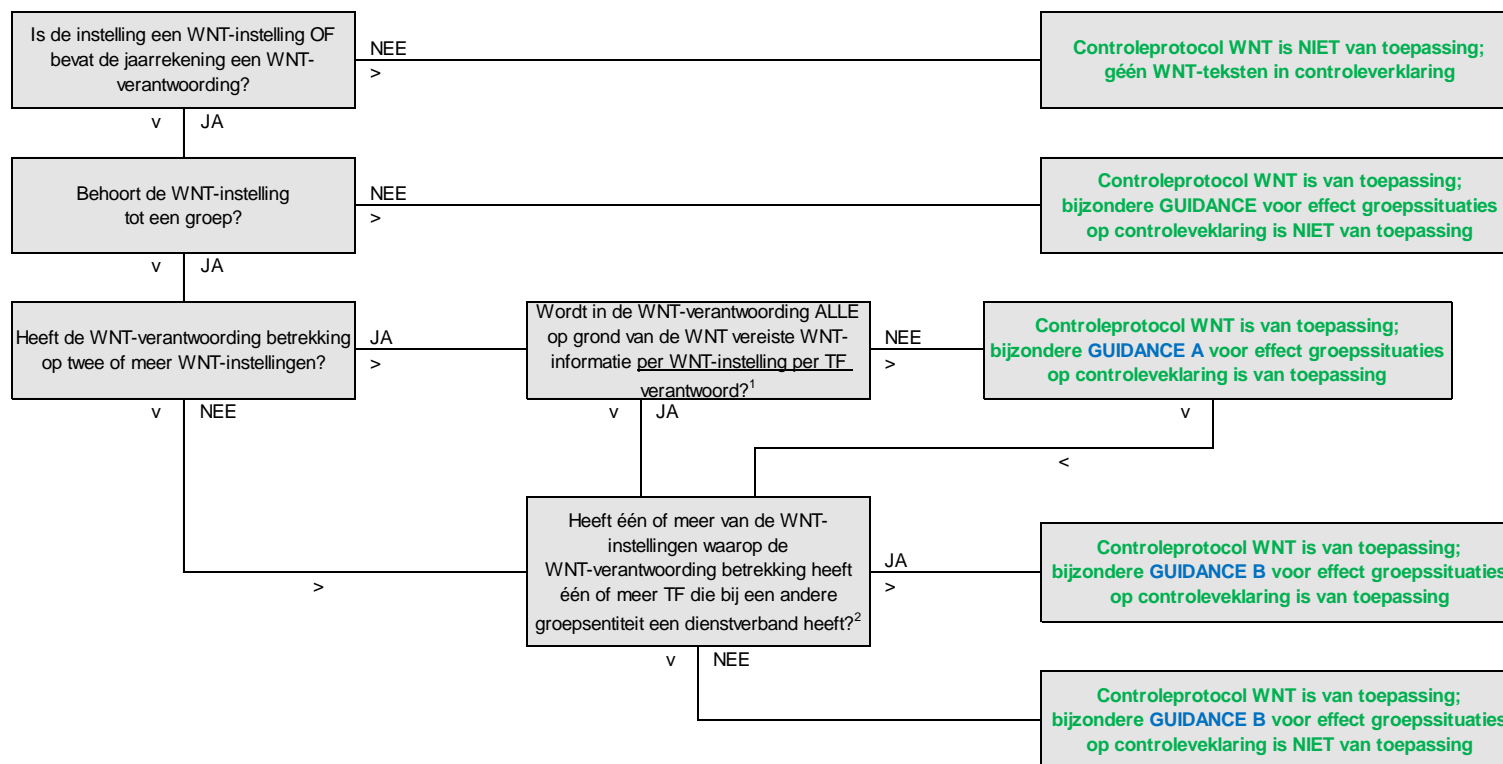 Is de instelling een WNT-instelling OF
bevat de jaarrekening een WNT-
verantwoording?
NEE
>
Controleprotocol WNT is NIET van toepassing;
géén WNT-teksten in controleverklaring
v JA
Behoort de WNT-instelling
tot een groep?
NEE
>
Controleprotocol WNT is van toepassing;
bijzondere GUIDANCE voor effect groepssituaties
op controleveklaring is NIET van toepassing
v JA
Heeft de WNT-verantwoording betrekking
op twee of meer WNT-instellingen?
JA
>
Wordt in de WNT-verantwoording ALLE
op grond van de WNT vereiste WNT-
informatie per WNT-instelling per TF
verantwoord?1
NEE
>
Controleprotocol WNT is van toepassing;
bijzondere GUIDANCE A voor effect groepssituaties
op controleveklaring is van toepassing
v NEE
v JA
v
<
>
Heeft één of meer van de WNT-
instellingen waarop de
WNT-verantwoording betrekking heeft
één of meer TF die bij een andere
groepsentiteit een dienstverband heeft?2
JA
>
Controleprotocol WNT is van toepassing;
bijzondere GUIDANCE B voor effect groepssituaties
op controleveklaring is van toepassing
v NEE
Controleprotocol WNT is van toepassing;
bijzondere GUIDANCE B voor effect groepssituaties
op controleveklaring is NIET van toepassing